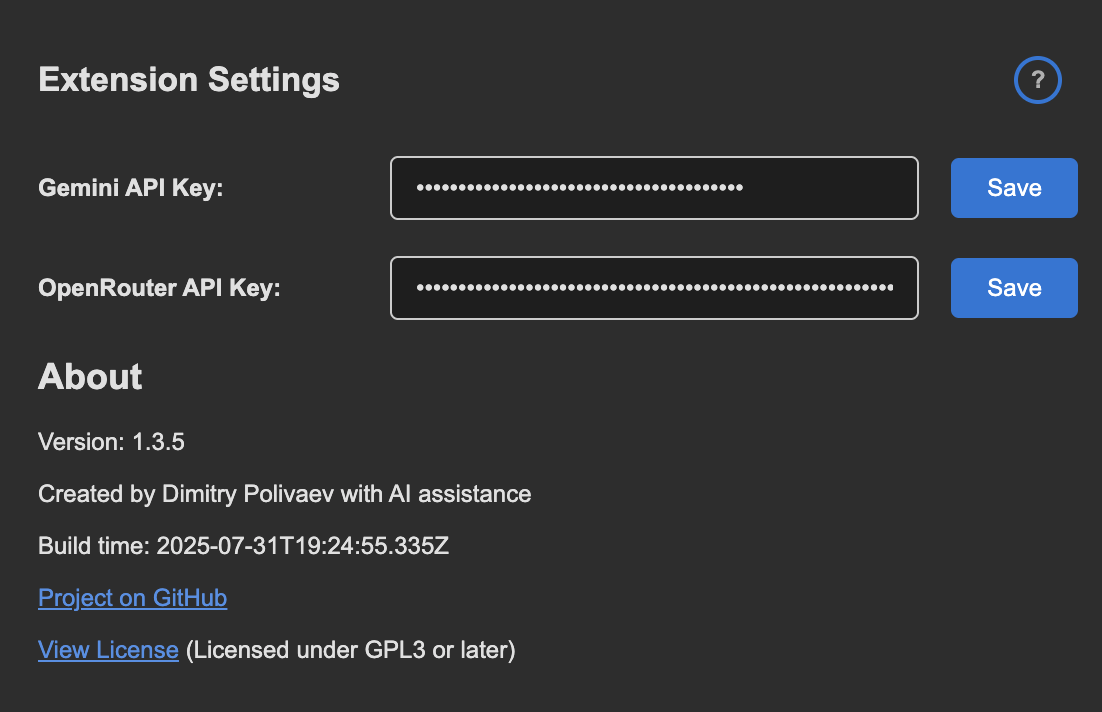 Extension Settings
?
Gemini API Key:
•••••••••••••••••••••••••••••••••••••••
Save
OpenRouter API Key:
•••••••••••••••••••••••••••••••••••••••••••••••••••••••••
Save
About
Version: 1.3.5
Created by Dimitry Polivaev with AI assistance
Build time: 2025-07-31T19:24:55.335Z
Project on GitHub
View License (Licensed under GPL3 or later)